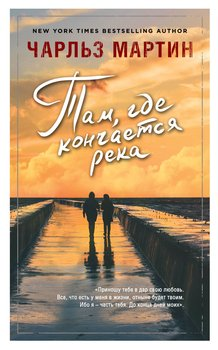 NEW YORK TIMES BESTSELLING AUTHOR
ЧАРЛЬЗ МАРТИН
Там, где
кончается
река
«Приношу тебе в дар свою любовь.
Все, что есть у меня в жизни, отныне будет твоим.
Ибо я – часть тебя. До конца дней моих».